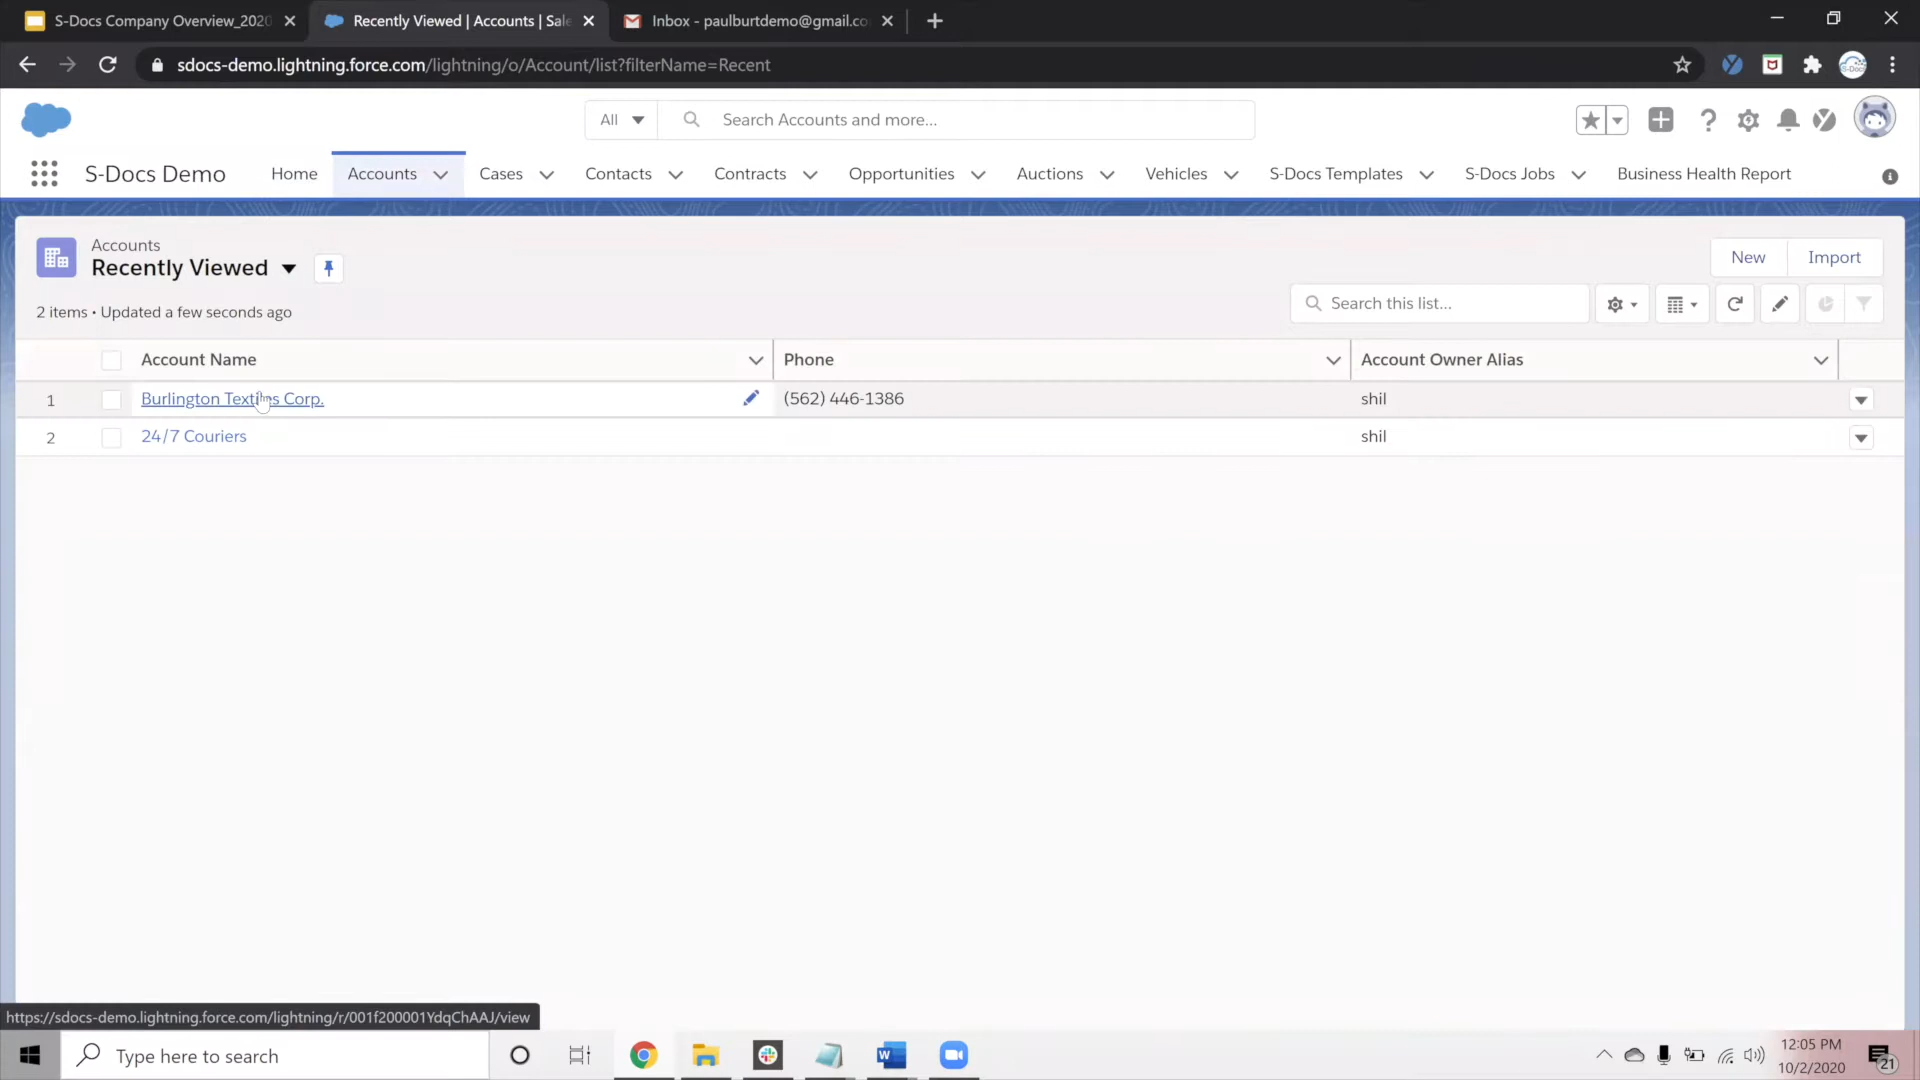 S-Docs Company Overview_2020
Recently Viewed | Accounts | Sale
Inbox - paulburtdemo@gmail.co
sdocs-demo.lightning.force.com/lightning/o/Account/list?filterName=Recent
S-Docs
All
Search Accounts and more...
S-Docs Demo
Home
Accounts
Cases
Contacts
Contracts
Opportunities
Auctions
Vehicles
S-Docs Templates
S-Docs Jobs
Business Health Report
Accounts
Recently Viewed
New
Import
2 items • Updated a few seconds ago
Search this list...
Account Name
Phone
Account Owner Alias
1
Burlington Textiles Corp.
(562) 446-1386
shil
2
24/7 Couriers
shil
https://sdocs-demo.lightning.force.com/lightning/r/001f200001YdqChAAJ/view
Type here to search
12:05 PM
10/2/2020
21